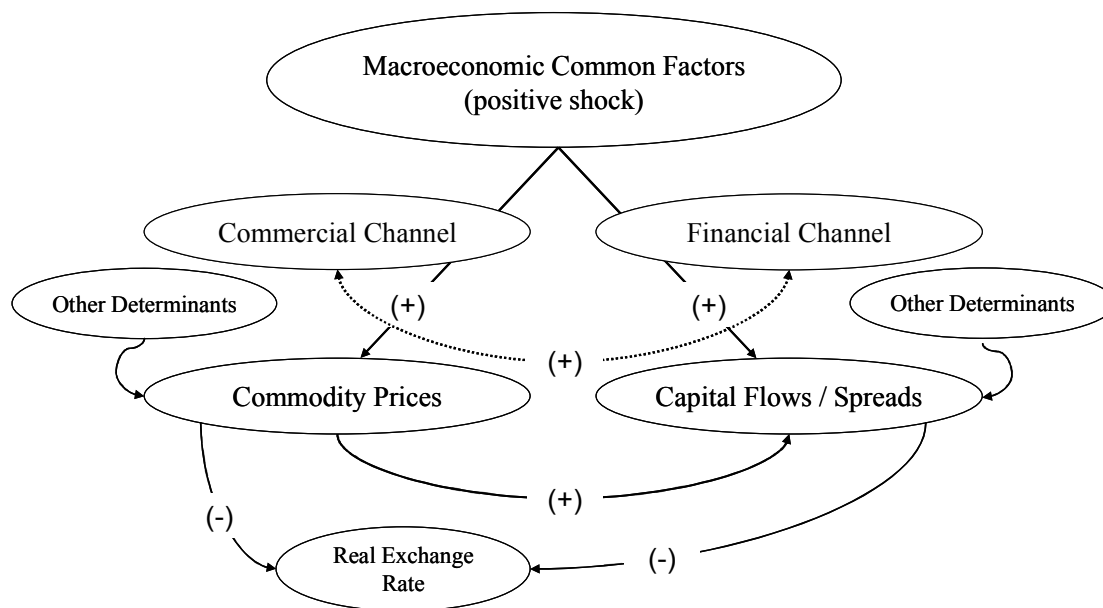 Macroeconomic Common Factors
(positive shock)
Commercial Channel
Financial Channel
Other Determinants
(+)
(+)
Other Determinants
(+)
Commodity Prices
Capital Flows / Spreads
(+)
(-)
Real Exchange
Rate
(-)